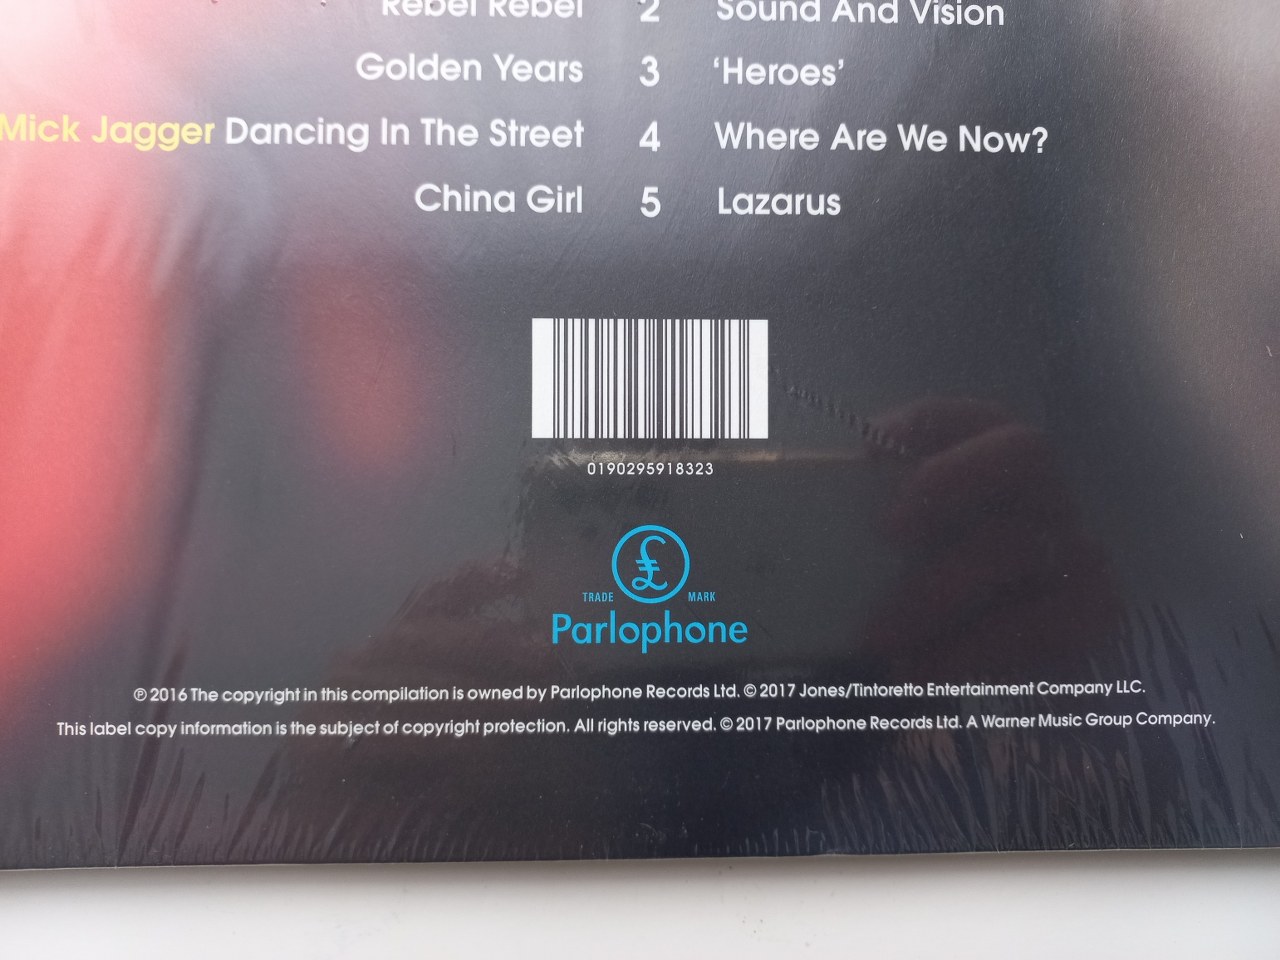 Rebel Rebel 2 Sound And Vision
Golden Years 3 ‘Heroes’
Mick Jagger Dancing In The Street 4 Where Are We Now?
China Girl 5 Lazarus
0190295918323
£
TRADE MARK
Parlophone
℗ 2016 The copyright in this compilation is owned by Parlophone Records Ltd. © 2017 Jones/Tintoretto Entertainment Company LLC.
This label copy information is the subject of copyright protection. All rights reserved. © 2017 Parlophone Records Ltd. A Warner Music Group Company.